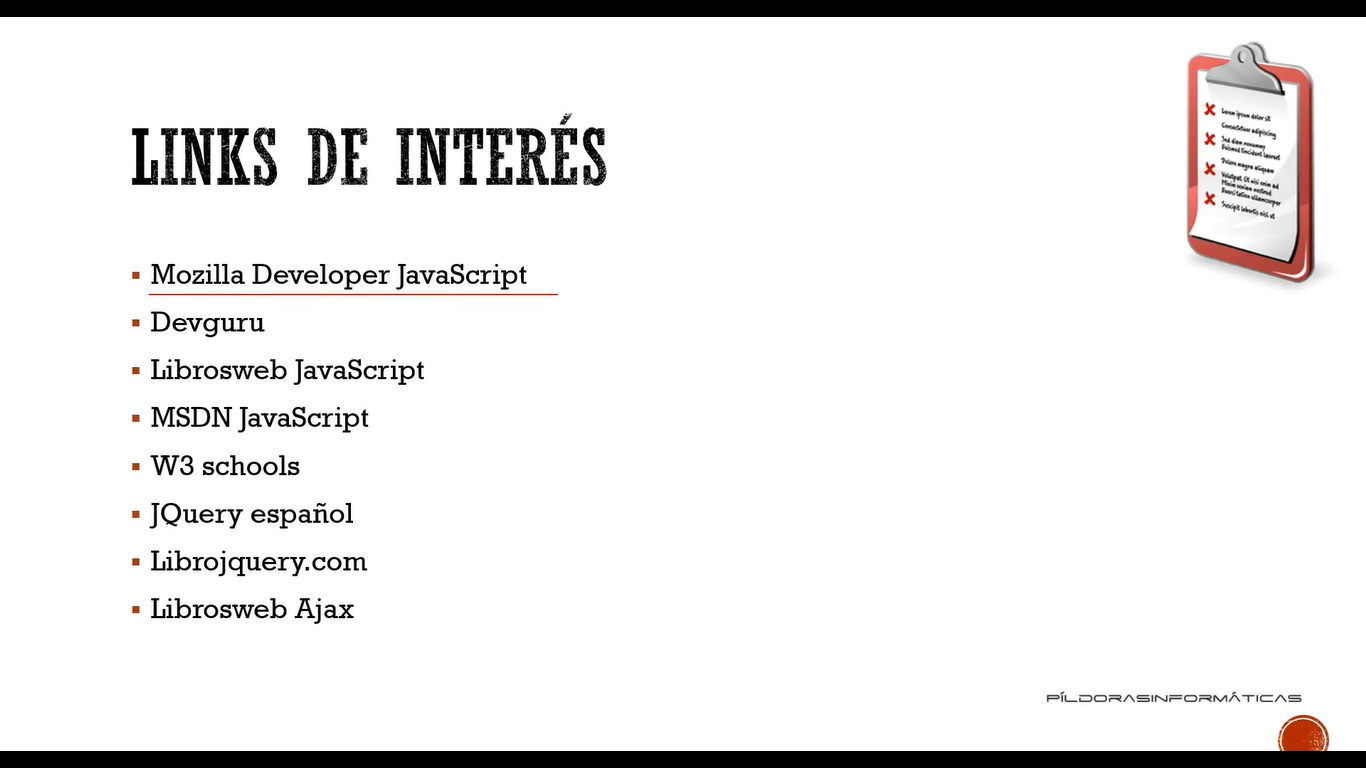 LINKS DE INTERÉS
Mozilla Developer JavaScript
Devguru
Librosweb JavaScript
MSDN JavaScript
W3 schools
JQuery español
Librojquery.com
Librosweb Ajax
Lorem ipsum dolor sit
Consectetuer adipiscing
Sed diam nonummy
Euismod tincidunt laoreet
Dolore magna aliquam
Volutpat. Ut wisi enim ad
Minim veniam nostrud
Exerci tation ullamcorper
Suscipit lobortis nisl ut
PÍLDORASINFORMÁTICAS